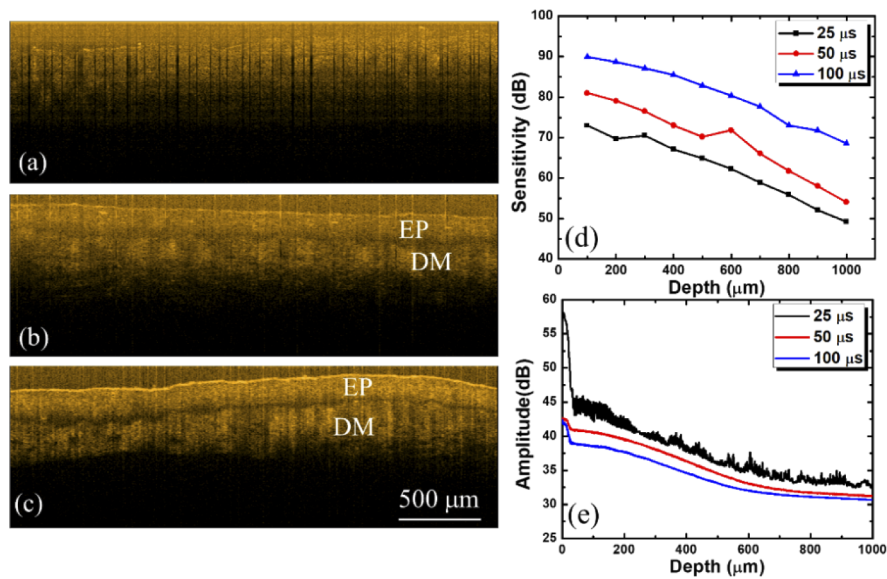 (a)
EP
DM
(b)
EP
DM
(c)
500 μm
90
80
70
60
50
40
Sensitivity (dB)
25 μs
50 μs
100 μs
(d)
200 400 600 800 1000
Depth (μm)
100
60
55
50
45
40
35
30
25
Amplitude(dB)
25 μs
50 μs
100 μs
(e)
0 200 400 600 800 1000
Depth (μm)